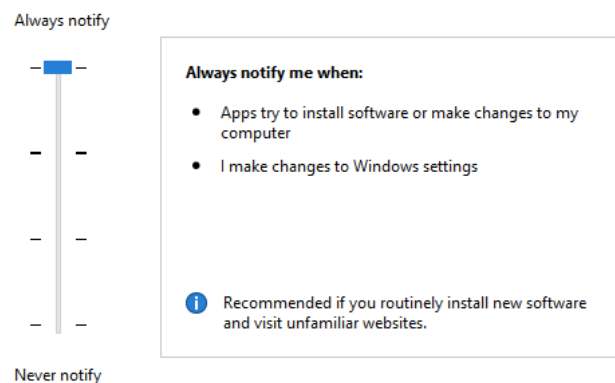 Always notify
Always notify me when:
• Apps try to install software or make changes to my
computer
• I make changes to Windows settings
Recommended if you routinely install new software
and visit unfamiliar websites.
Never notify